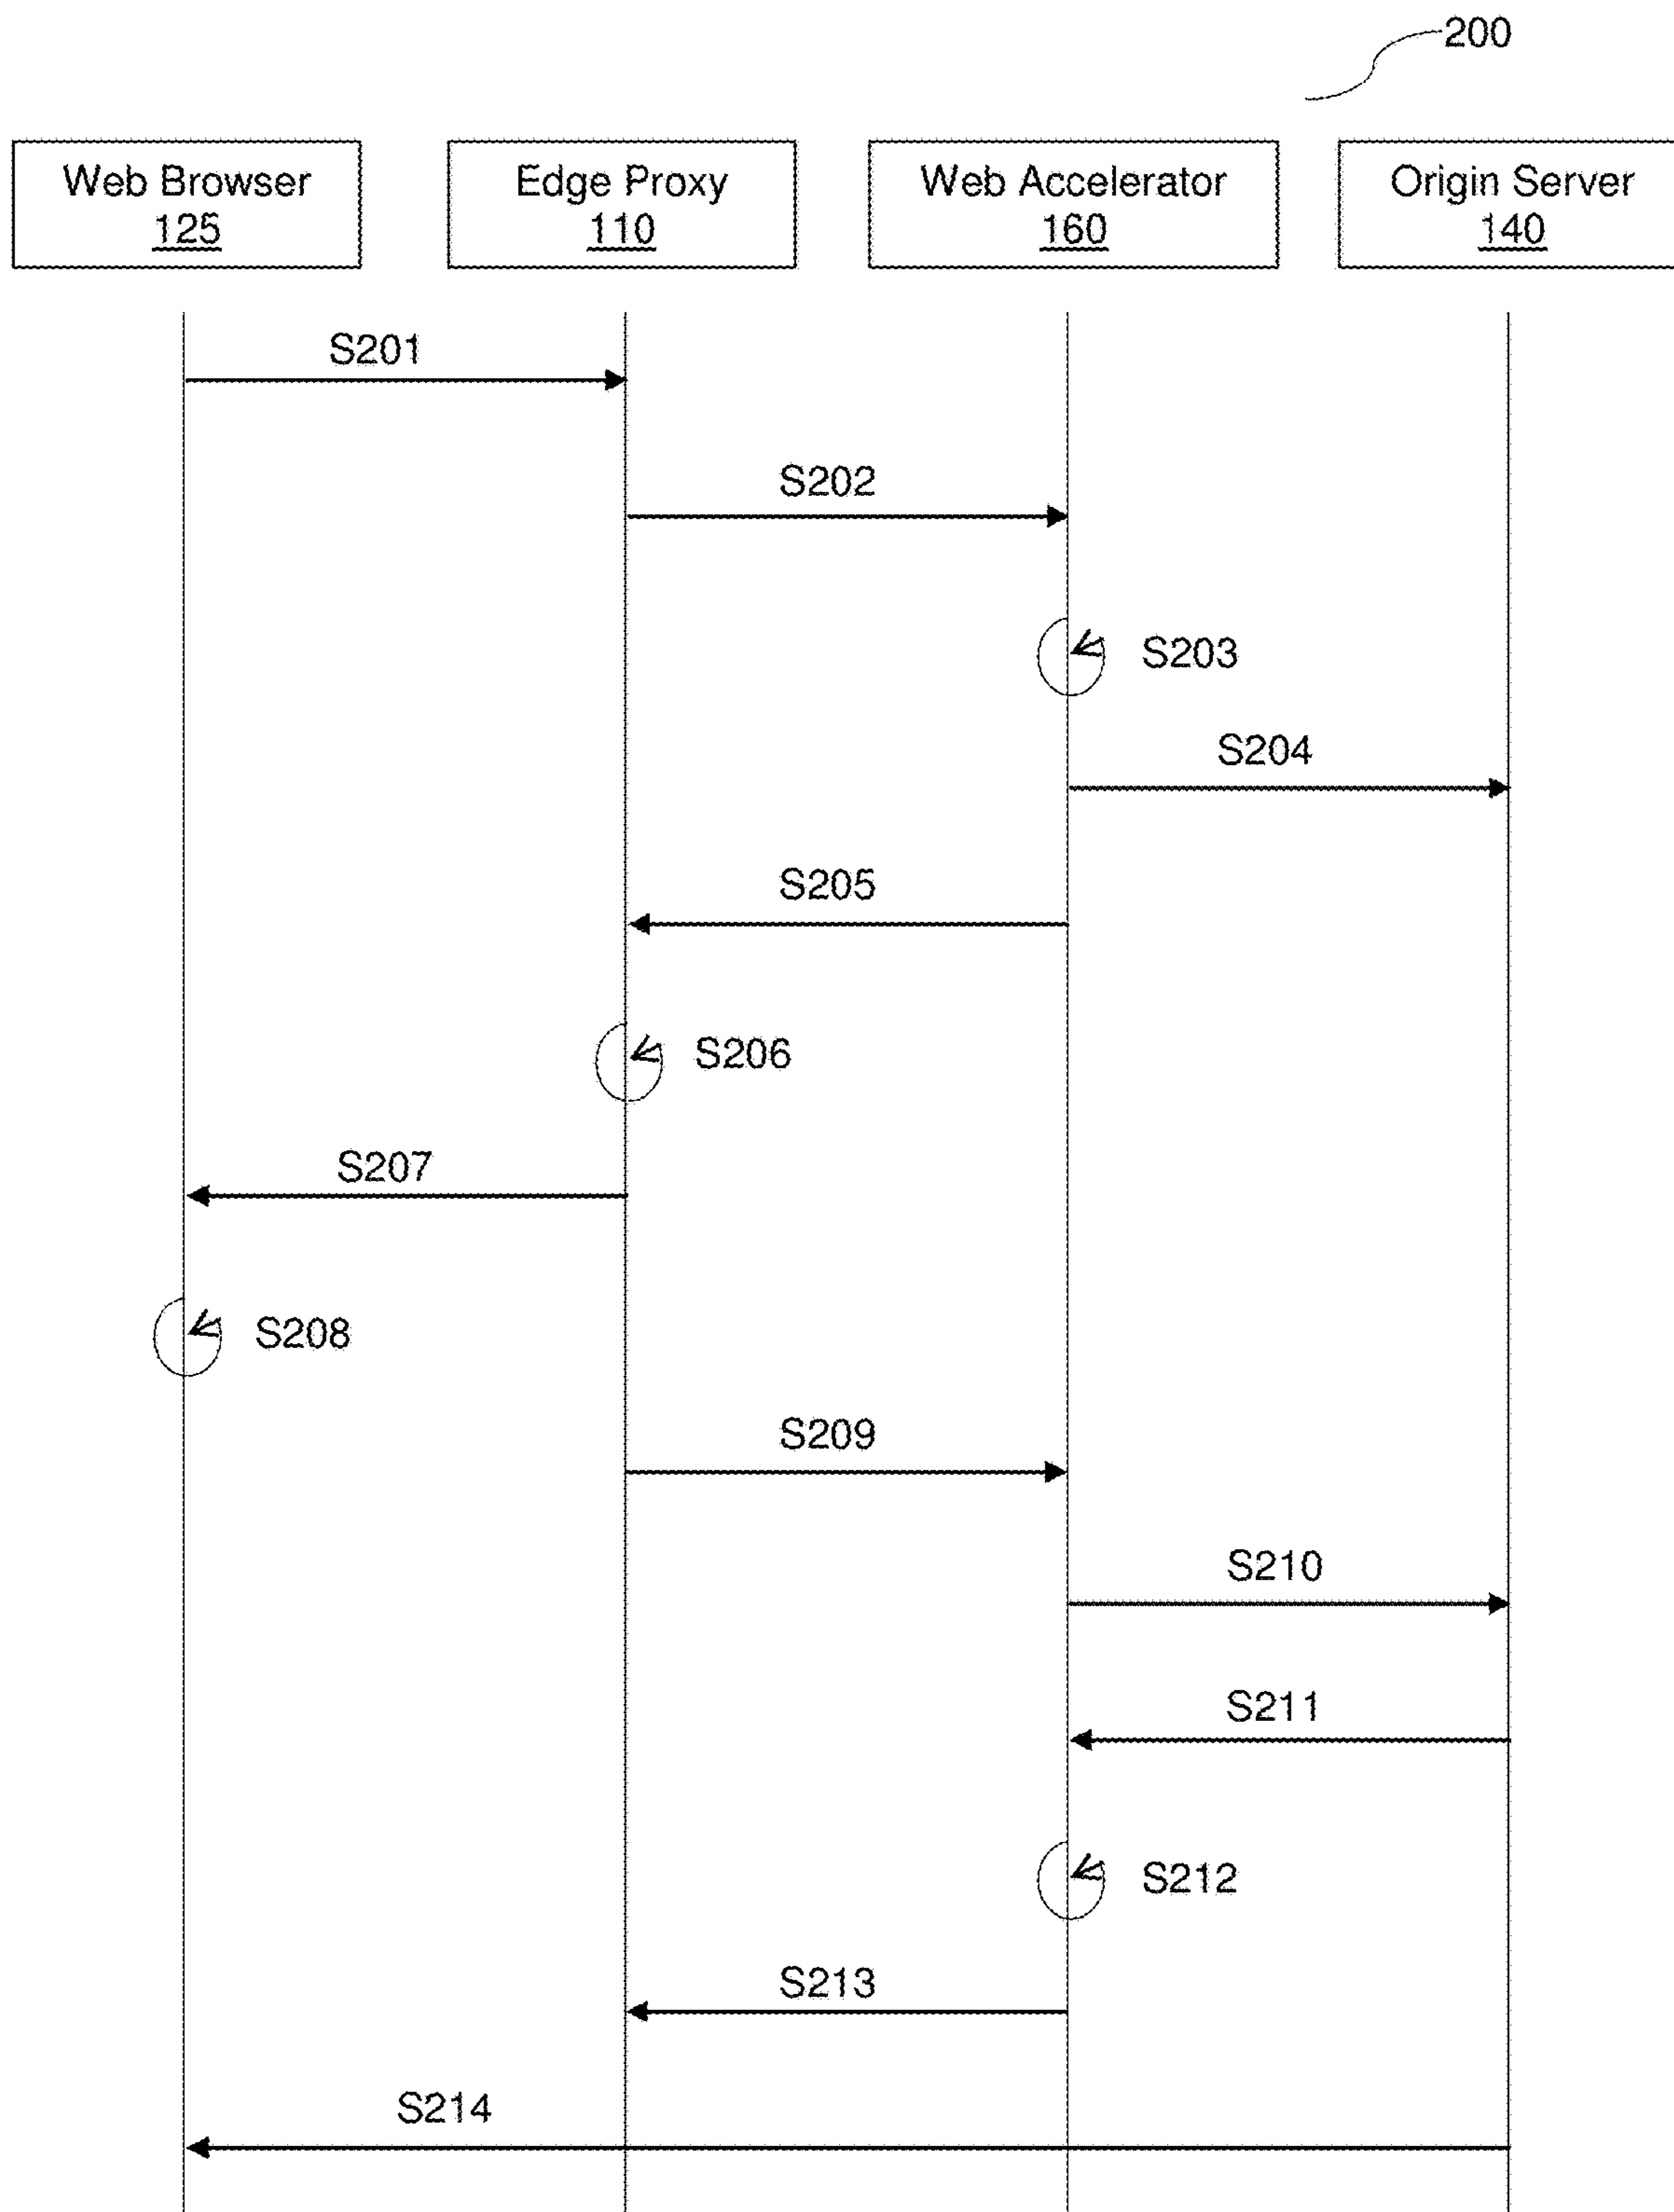 200
Web Browser
125
Edge Proxy
110
Web Accelerator
160
Origin Server
140
S201
S202
S203
S204
S205
S206
S207
S208
S209
S210
S211
S212
S213
S214